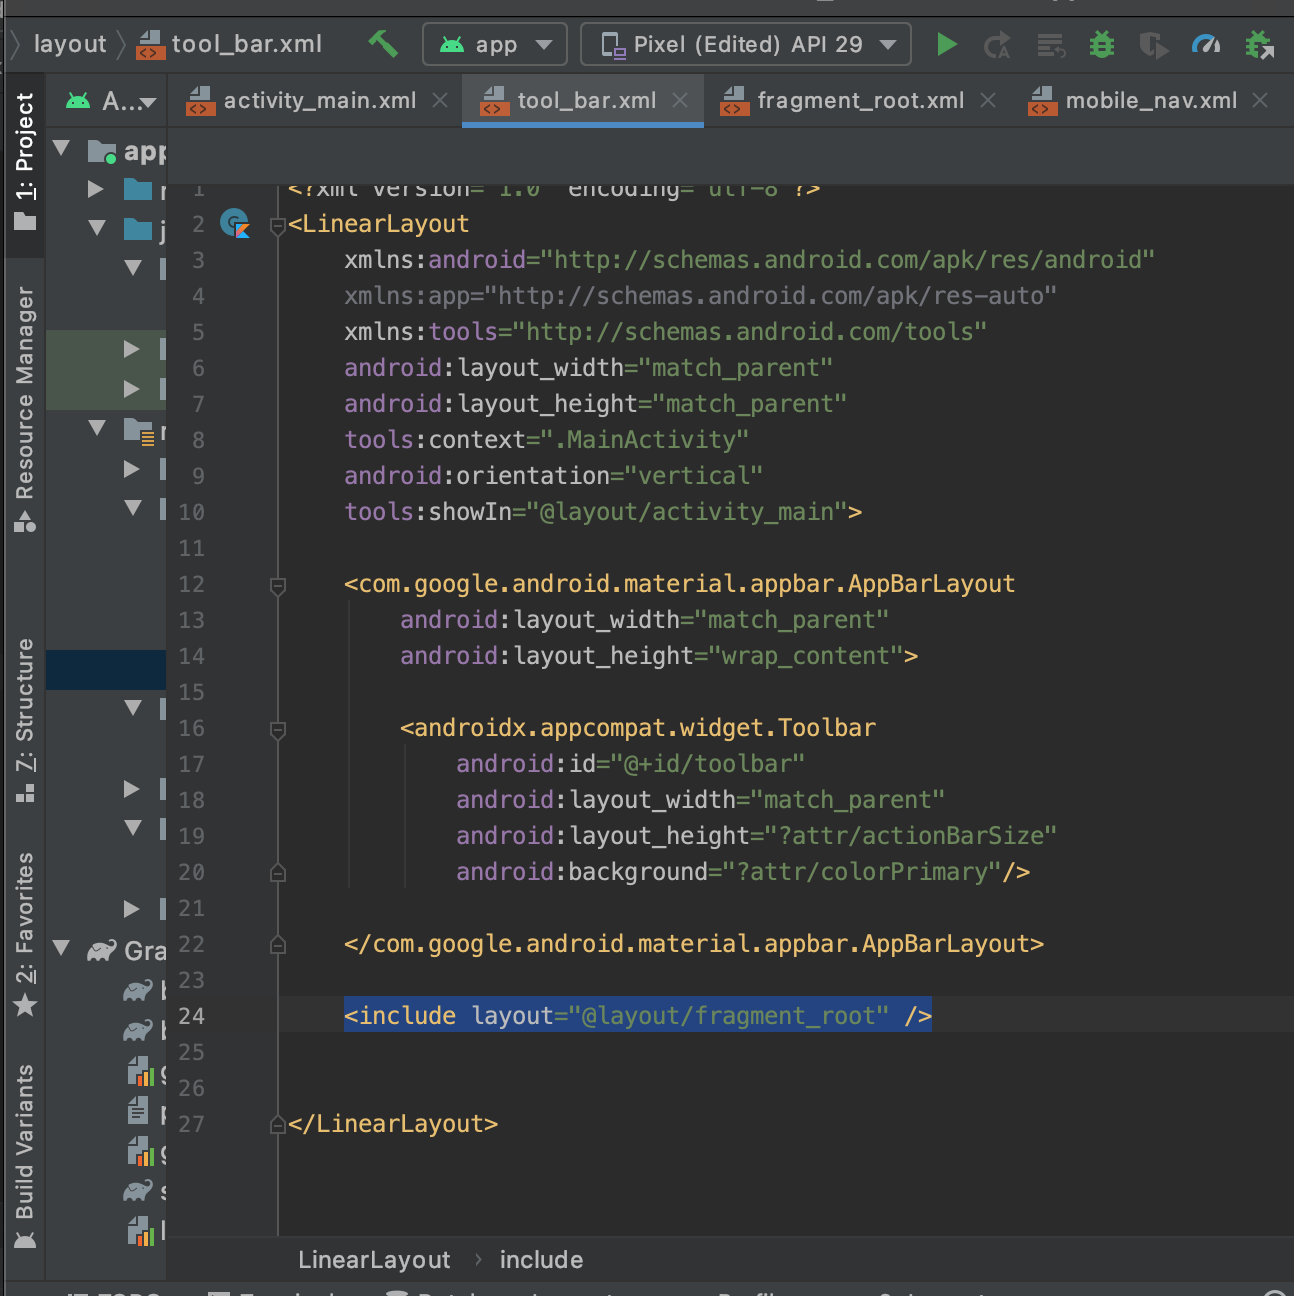 layout tool_bar.xml app Pixel (Edited) API 29
A... activity_main.xml tool_bar.xml fragment_root.xml mobile_nav.xml
1: Project
Resource Manager
7: Structure
2: Favorites
Build Variants
app
Gra
1 <?xml version="1.0" encoding="utf-8"?>
2 <LinearLayout
3 xmlns:android="http://schemas.android.com/apk/res/android"
4 xmlns:app="http://schemas.android.com/apk/res-auto"
5 xmlns:tools="http://schemas.android.com/tools"
6 android:layout_width="match_parent"
7 android:layout_height="match_parent"
8 tools:context=".MainActivity"
9 android:orientation="vertical"
10 tools:showIn="@layout/activity_main">
11
12 <com.google.android.material.appbar.AppBarLayout
13 android:layout_width="match_parent"
14 android:layout_height="wrap_content">
15
16 <androidx.appcompat.widget.Toolbar
17 android:id="@+id/toolbar"
18 android:layout_width="match_parent"
19 android:layout_height="?attr/actionBarSize"
20 android:background="?attr/colorPrimary"/>
21
22 </com.google.android.material.appbar.AppBarLayout>
23
24 <include layout="@layout/fragment_root" />
25
26
27 </LinearLayout>
LinearLayout › include